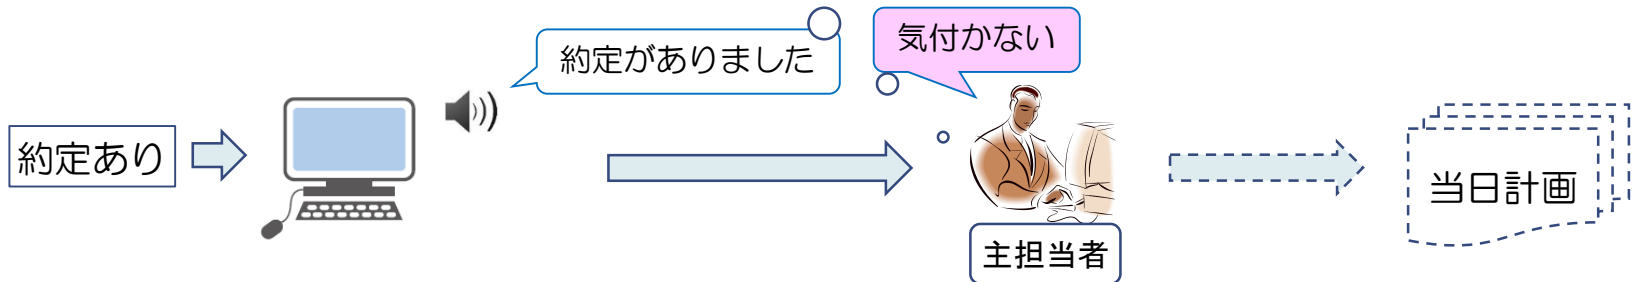 約定がありました
気付かない
約定あり
当日計画
主担当者